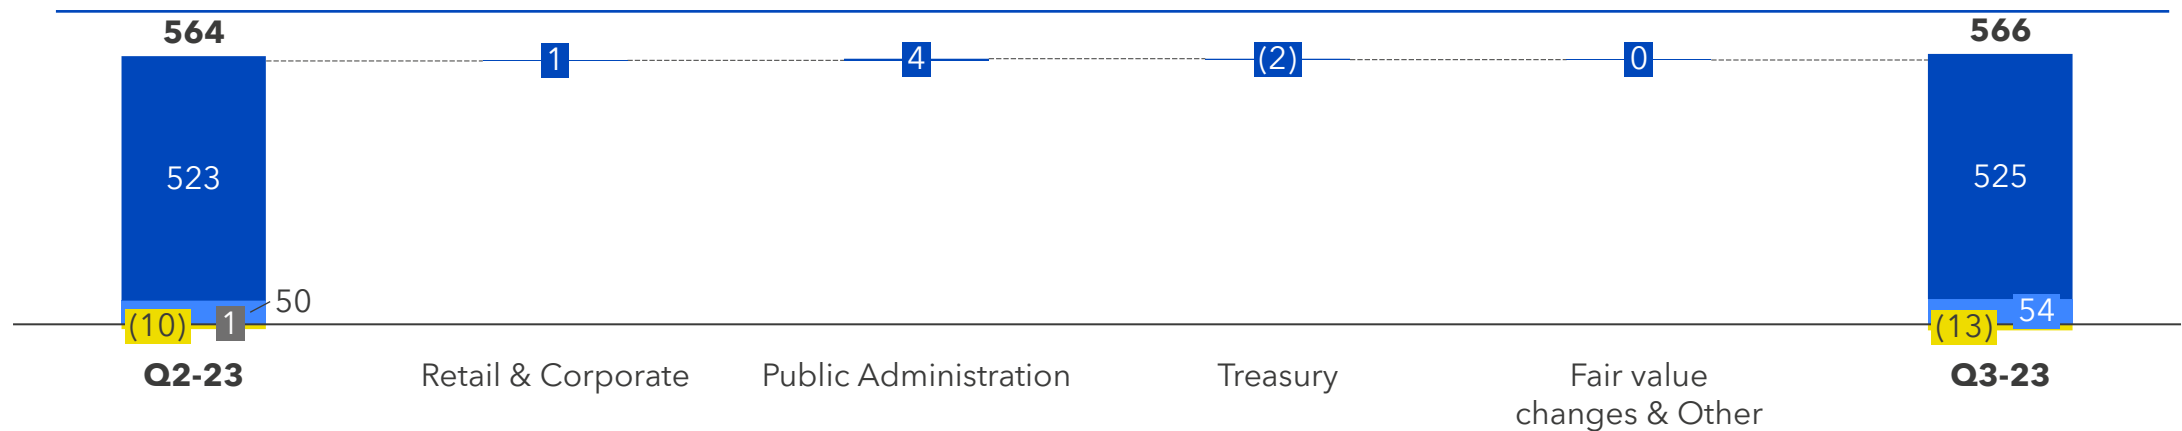 564
566
1
4
(2)
0
523
525
50
54
(10)
1
(13)
Q2-23
Retail & Corporate
Public Administration
Treasury
Fair value
changes & Other
Q3-23